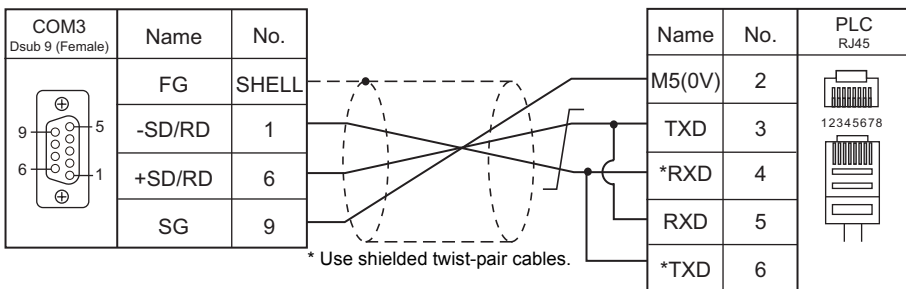 COM3
Dsub 9 (Female)
Name
No.
FG
SHELL
-SD/RD
1
+SD/RD
6
SG
9
9
5
6
1
* Use shielded twist-pair cables.
Name
No.
PLC
RJ45
M5(0V)
2
TXD
3
*RXD
4
RXD
5
*TXD
6
12345678